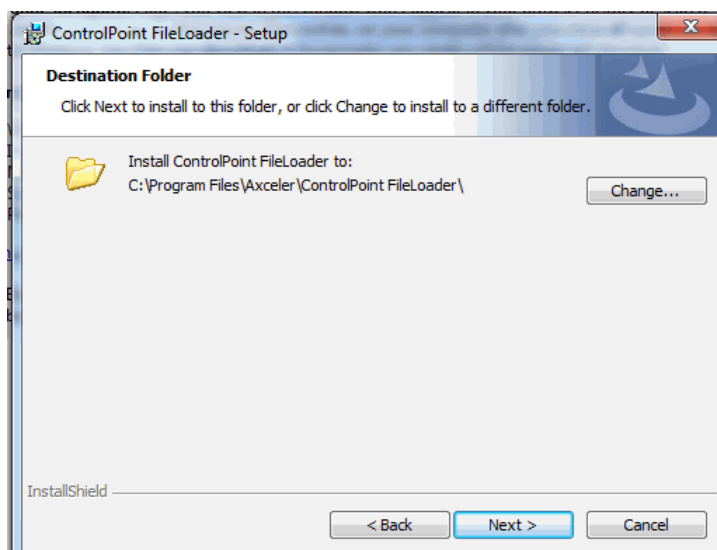 ControlPoint FileLoader - Setup
Destination Folder
Click Next to install to this folder, or click Change to install to a different folder.
Install ControlPoint FileLoader to:
C:\Program Files\Axceler\ControlPoint FileLoader\
Change...
InstallShield
< Back
Next >
Cancel